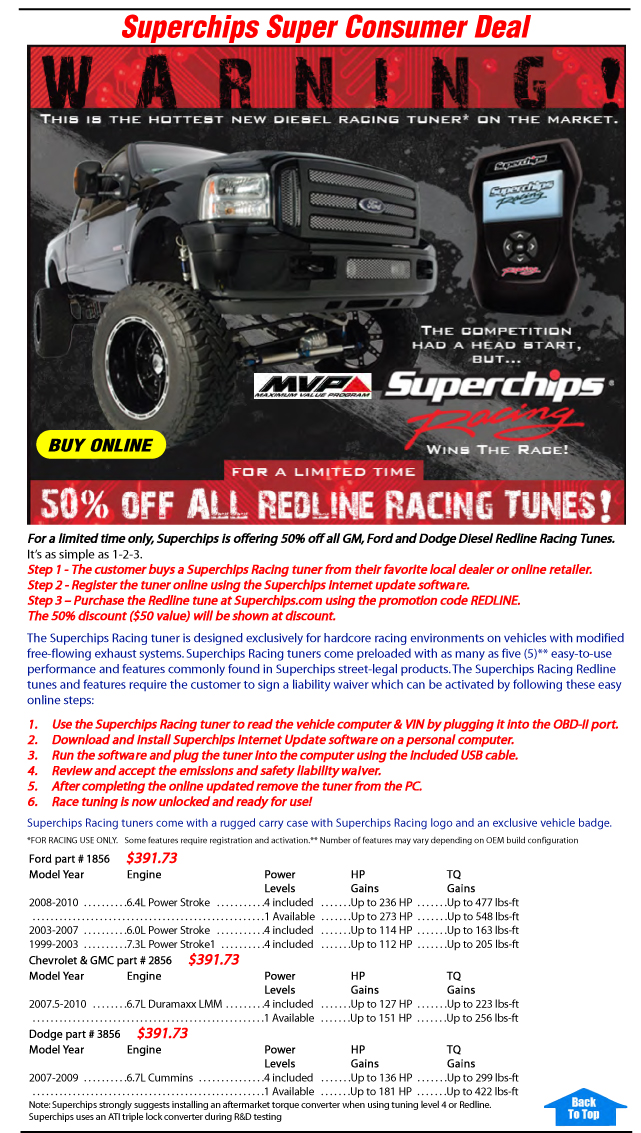 Superchips Super Consumer Deal
WARNING!
THIS IS THE HOTTEST NEW DIESEL RACING TUNER* ON THE MARKET.
Superchips
Superchips
Racing
Ford
Racing
THE COMPETITION
HAD A HEAD START,
BUT...
MVP
MAXIMUM VALUE PROGRAM
Superchips®
Racing
WINS THE RACE!
BUY ONLINE
FOR A LIMITED TIME
50% OFF ALL REDLINE RACING TUNES!
For a limited time only, Superchips is offering 50% off all GM, Ford and Dodge Diesel Redline Racing Tunes.
It's as simple as 1-2-3.
Step 1 - The customer buys a Superchips Racing tuner from their favorite local dealer or online retailer.
Step 2 - Register the tuner online using the Superchips Internet update software.
Step 3 – Purchase the Redline tune at Superchips.com using the promotion code REDLINE.
The 50% discount ($50 value) will be shown at discount.
The Superchips Racing tuner is designed exclusively for hardcore racing environments on vehicles with modified
free-flowing exhaust systems. Superchips Racing tuners come preloaded with as many as five (5)** easy-to-use
performance and features commonly found in Superchips street-legal products. The Superchips Racing Redline
tunes and features require the customer to sign a liability waiver which can be activated by following these easy
online steps:
1. Use the Superchips Racing tuner to read the vehicle computer & VIN by plugging it into the OBD-II port.
2. Download and Install Superchips Internet Update software on a personal computer.
3. Run the software and plug the tuner into the computer using the included USB cable.
4. Review and accept the emissions and safety liability waiver.
5. After completing the online updated remove the tuner from the PC.
6. Race tuning is now unlocked and ready for use!
Superchips Racing tuners come with a rugged carry case with Superchips Racing logo and an exclusive vehicle badge.
*FOR RACING USE ONLY. Some features require registration and activation.** Number of features may vary depending on OEM build configuration
Ford part # 1856 $391.73
Model Year Engine Power HP TQ
Levels Gains Gains
2008-2010 ..........6.4L Power Stroke ...........4 included .......Up to 236 HP .......Up to 477 lbs-ft
.....................................................1 Available .......Up to 273 HP .......Up to 548 lbs-ft
2003-2007 ..........6.0L Power Stroke ...........4 included .......Up to 114 HP .......Up to 163 lbs-ft
1999-2003 ..........7.3L Power Stroke1 ..........4 included .......Up to 112 HP .......Up to 205 lbs-ft
Chevrolet & GMC part # 2856 $391.73
Model Year Engine Power HP TQ
Levels Gains Gains
2007.5-2010 ........6.7L Duramaxx LMM .........4 included .......Up to 127 HP .......Up to 223 lbs-ft
.....................................................1 Available .......Up to 151 HP .......Up to 256 lbs-ft
Dodge part # 3856 $391.73
Model Year Engine Power HP TQ
Levels Gains Gains
2007-2009 ..........6.7L Cummins ...............4 included .......Up to 136 HP .......Up to 299 lbs-ft
.....................................................1 Available .......Up to 181 HP .......Up to 422 lbs-ft
Note: Superchips strongly suggests installing an aftermarket torque converter when using tuning level 4 or Redline.
Superchips uses an ATI triple lock converter during R&D testing
Back
To Top